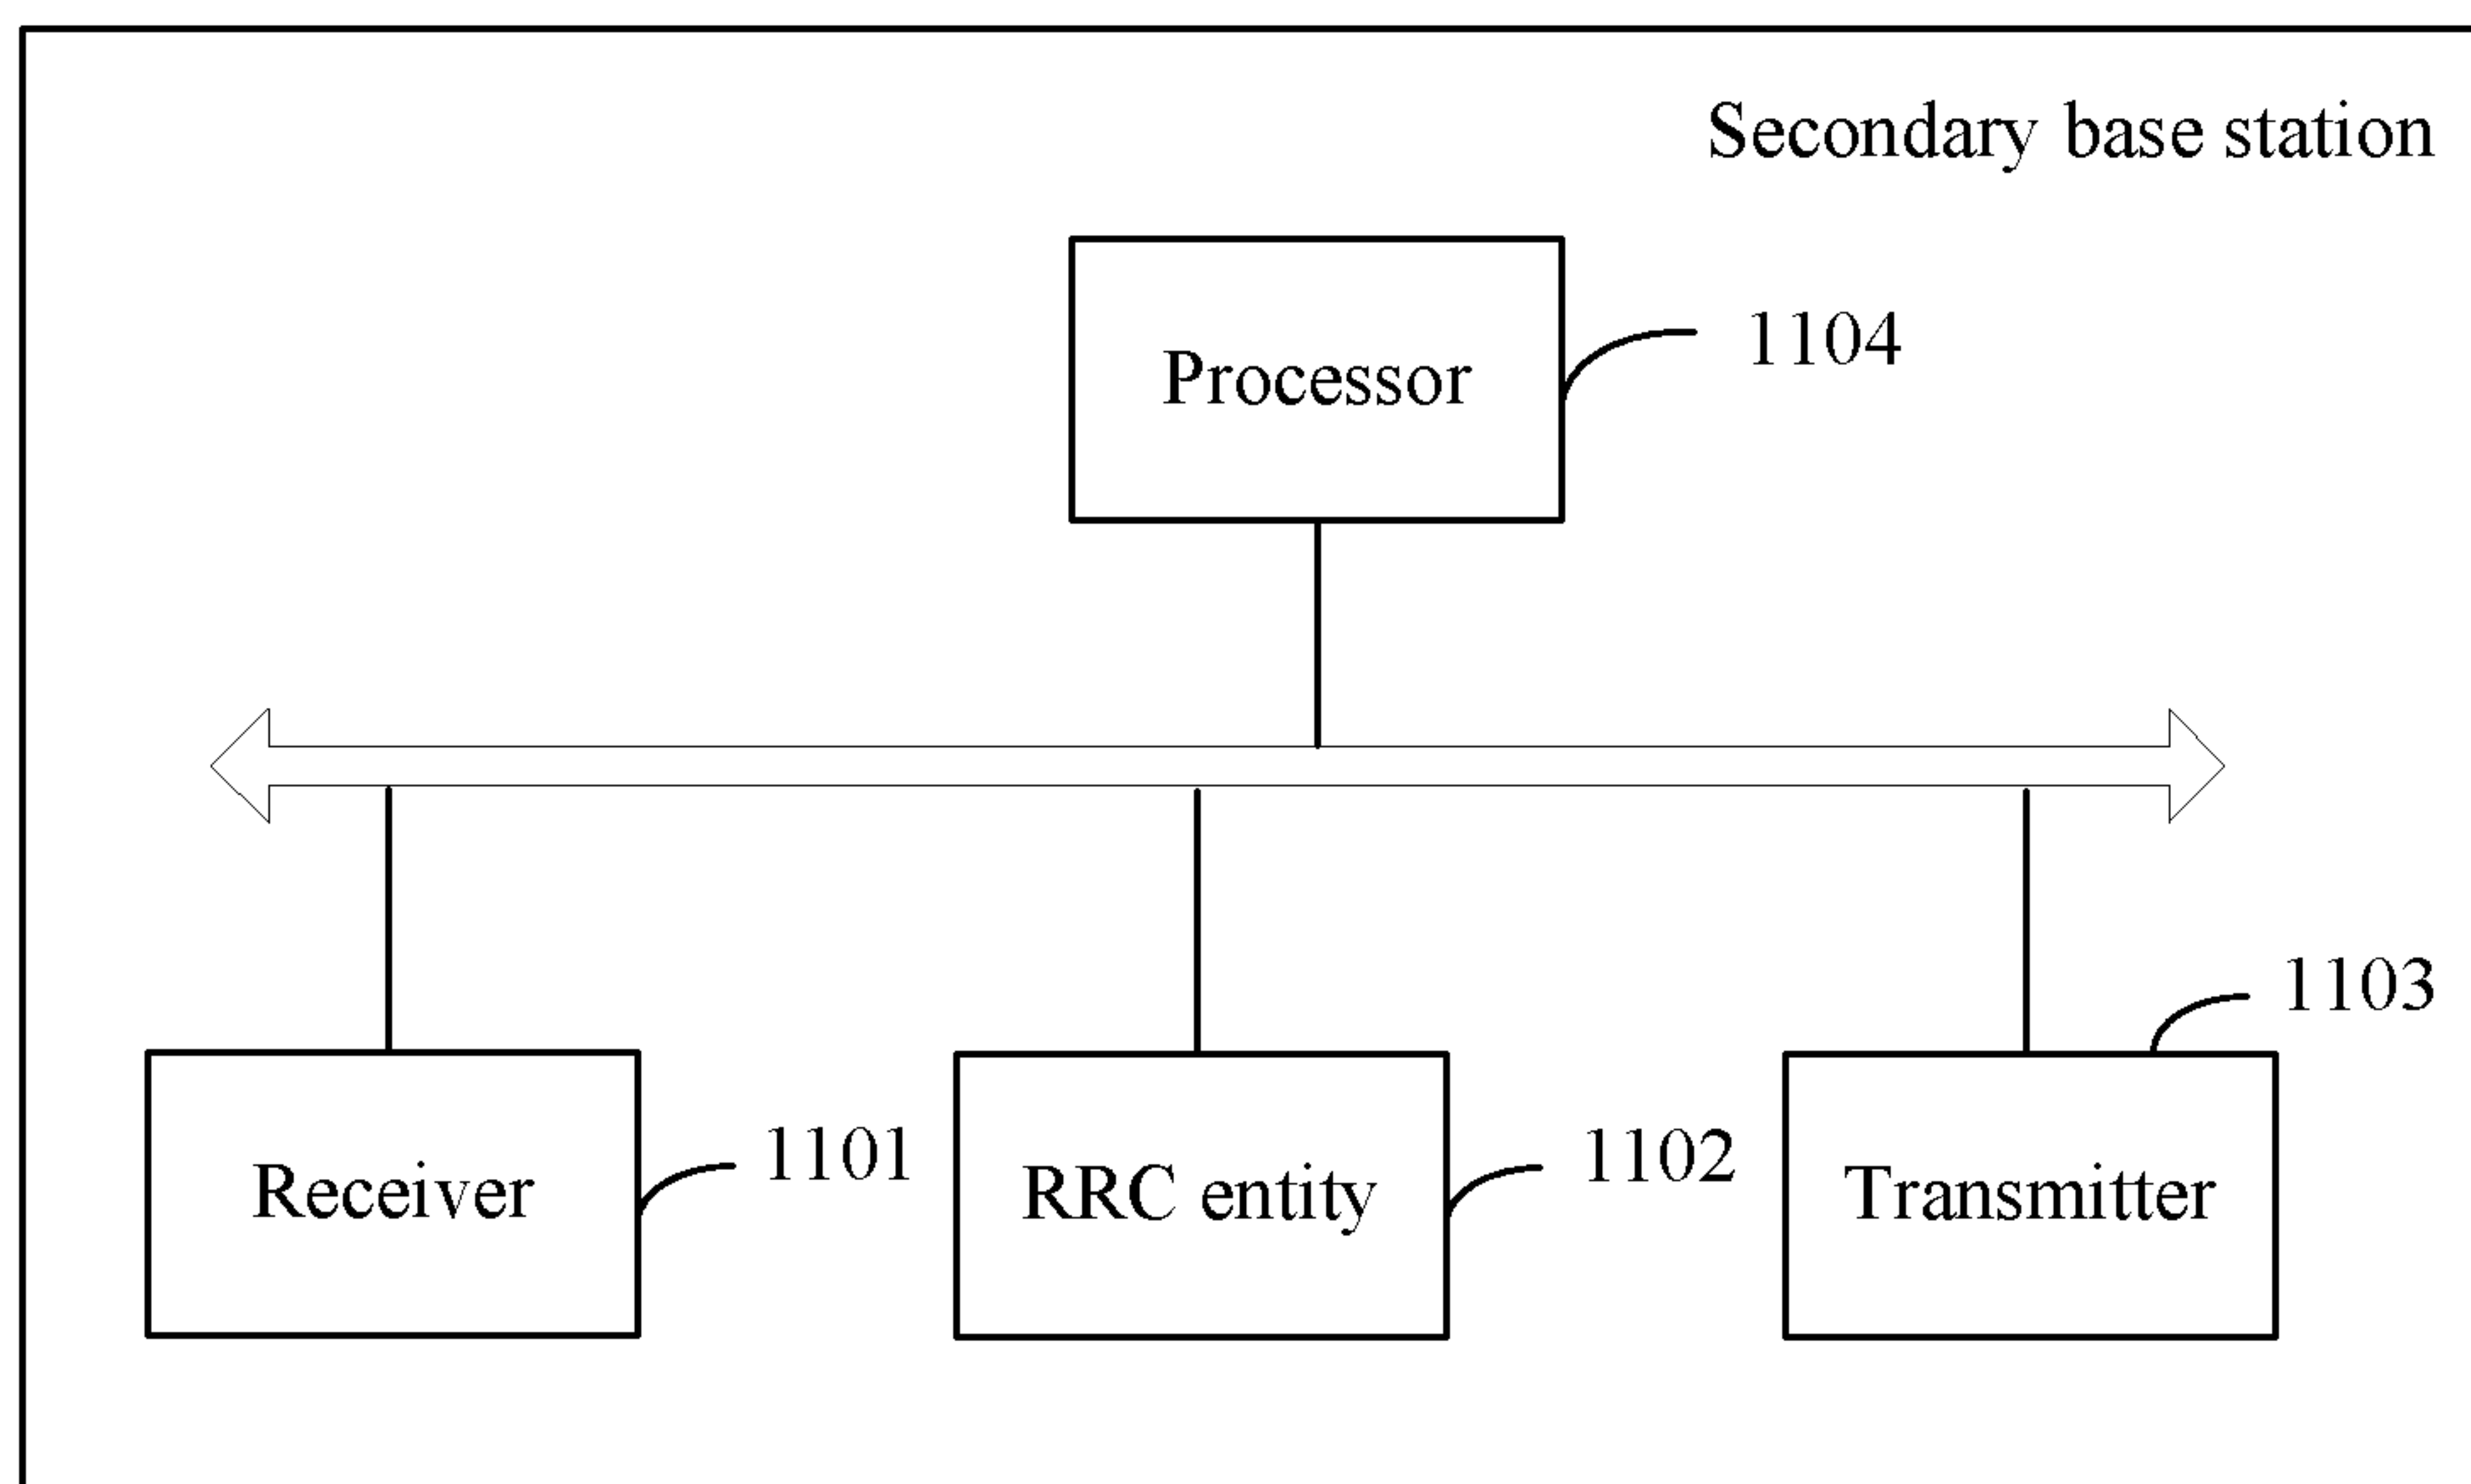 Secondary base station
Processor
1104
1103
Receiver
1101
RRC entity
1102
Transmitter